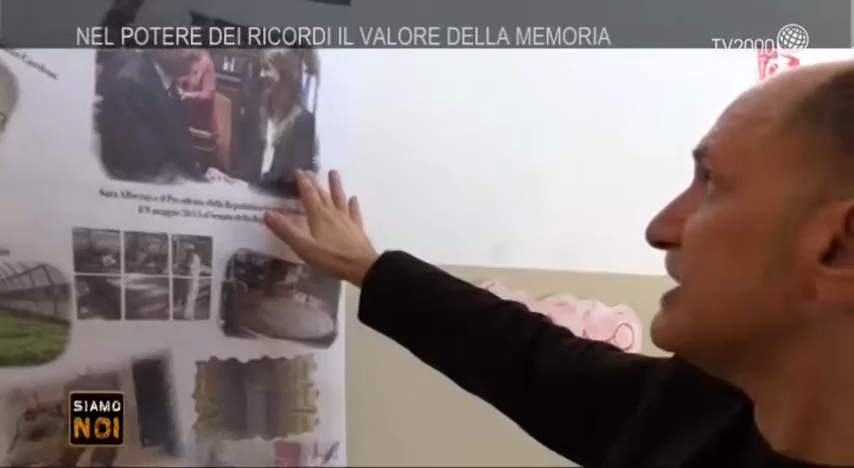 NEL POTERE DEI RICORDI IL VALORE DELLA MEMORIA
TV2000
Sara Albertin e il Presidente della Repubblica
il 9 maggio 2013 al Senato della
SIAMO
NOI